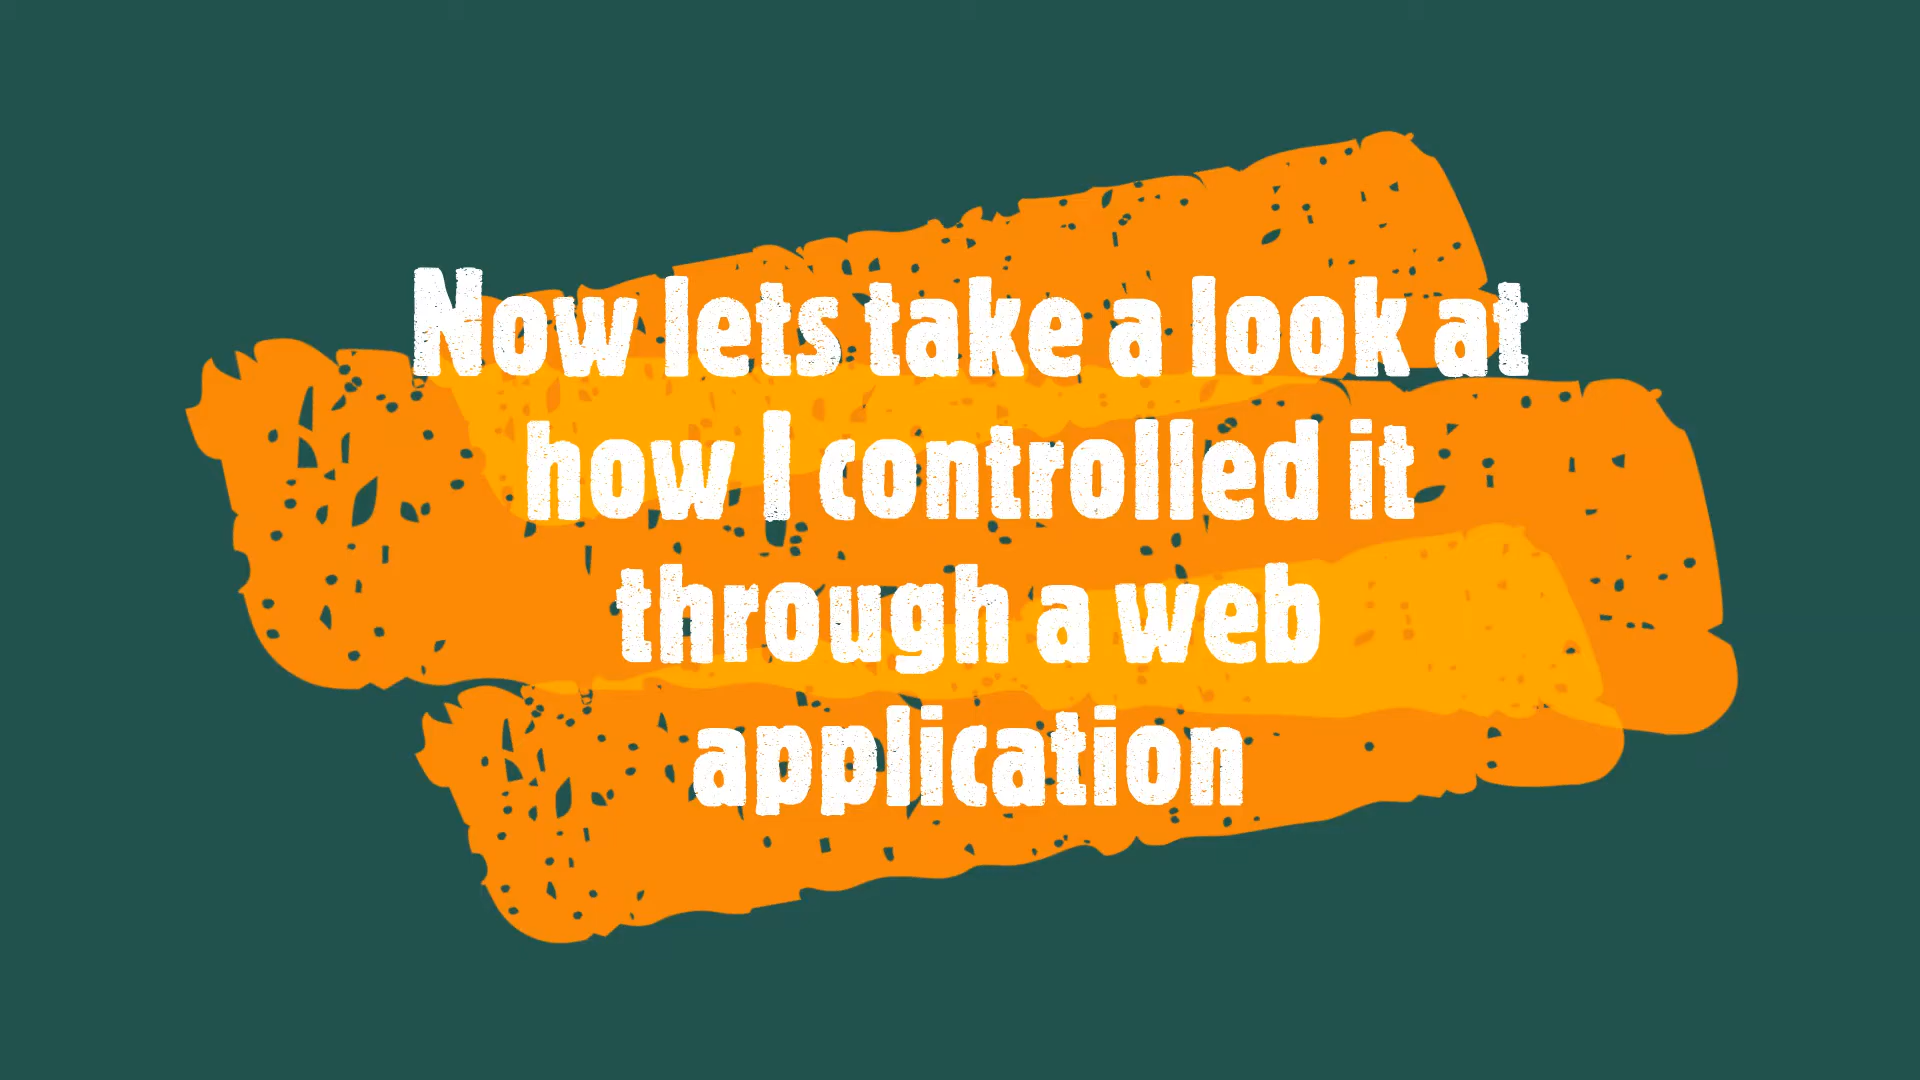 Now lets take a look at
how I controlled it
through a web
application